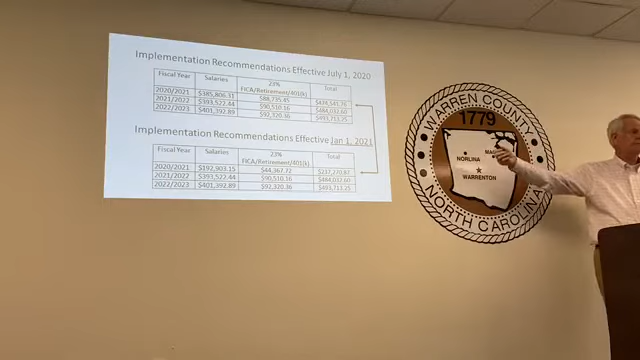 Implementation Recommendations Effective July 1, 2020
Fiscal Year Salaries 23% FICA/Retirement/401(k) Total
2020/2021 $385,806.31 $88,735.45 $474,541.76
2021/2022 $393,522.44 $90,510.16 $484,032.60
2022/2023 $401,392.89 $92,320.36 $493,713.25
Implementation Recommendations Effective Jan 1, 2021
Fiscal Year Salaries 23% FICA/Retirement/401(k) Total
2020/2021 $192,903.15 $44,367.72 $237,270.87
2021/2022 $393,522.44 $90,510.16 $484,032.60
2022/2023 $401,392.89 $92,320.36 $493,713.25
WARREN COUNTY
1779
NORLINA
WARRENTON
NORTH CAROLINA